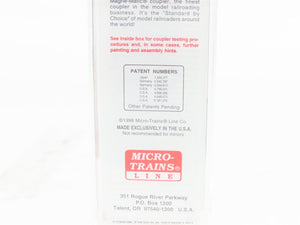 Magne-Matic® coupler, the finest
coupler in the model railroading
business. It's the "Standard by
Choice" of model railroaders around
the world!
See inside box for coupler testing pro-
cedures and, in some cases, further
painting and assembly hints.
PATENT NUMBERS
Other Patents Pending
©1998 Micro-Trains® Line Co.
MADE EXCLUSIVELY IN THE U.S.A.
Not recommended for minors.
MICRO-
TRAINS®
LINE
351 Rogue River Parkway
P.O. Box 1200
Talent, OR 97540-1200 U.S.A.